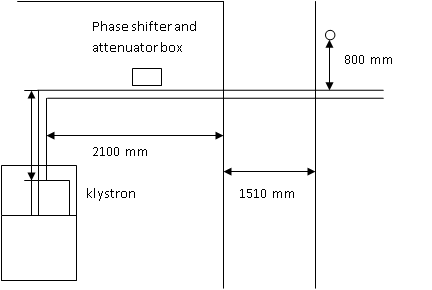 Phase shifter and
attenuator box
800 mm
2100 mm
klystron
1510 mm